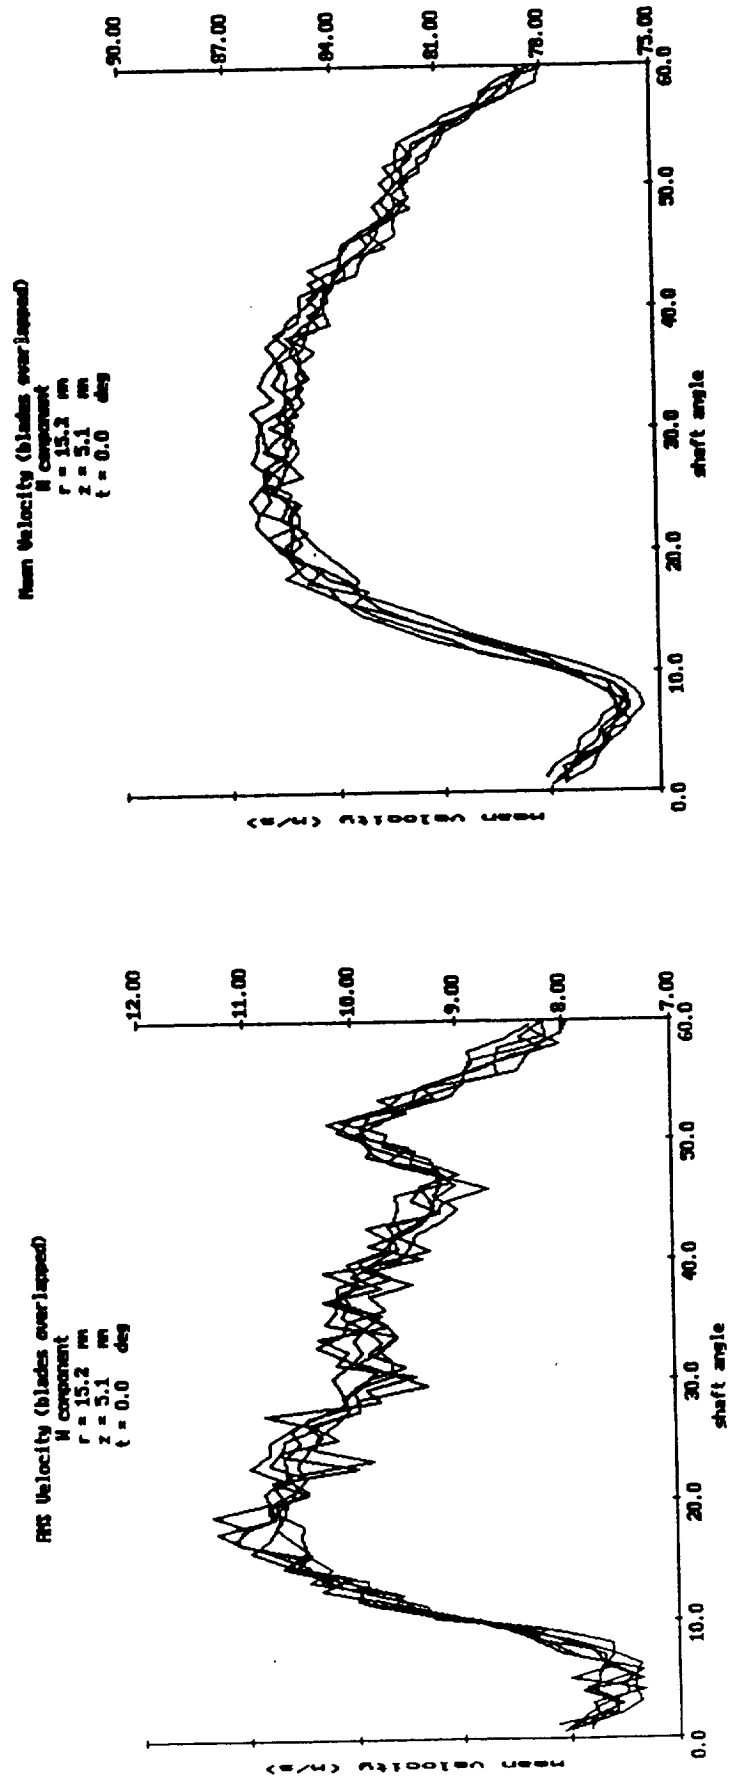 RMS Velocity (blades overlapped)
W component
r = 15.2 mm
z = 5.1 mm
t = 0.0 deg
12.00
11.00
10.00
9.00
8.00
7.00
mean velocity (m/s)
0.0 10.0 20.0 30.0 40.0 50.0 60.0
shaft angle
Mean Velocity (blades overlapped)
W component
r = 15.2 mm
z = 5.1 mm
t = 0.0 deg
90.00
87.00
84.00
81.00
78.00
75.00
mean velocity (m/s)
0.0 10.0 20.0 30.0 40.0 50.0 60.0
shaft angle